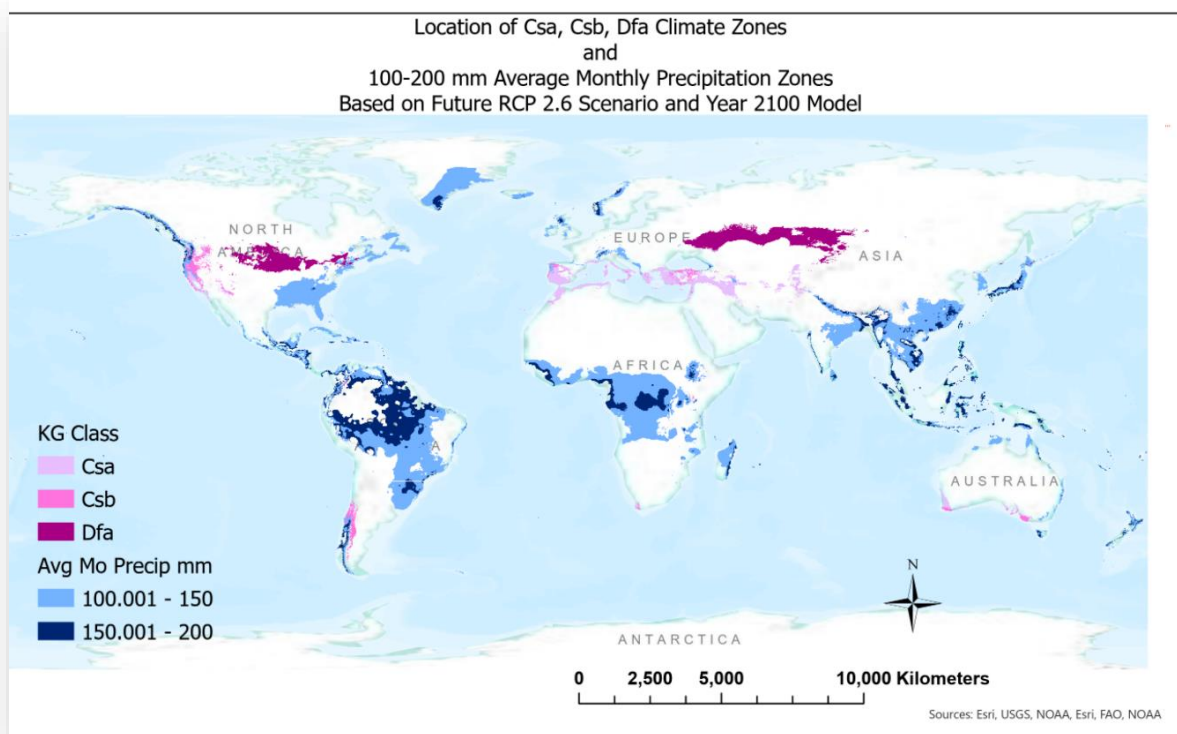 Location of Csa, Csb, Dfa Climate Zones
and
100-200 mm Average Monthly Precipitation Zones
Based on Future RCP 2.6 Scenario and Year 2100 Model
NORTH
AMERICA
EUROPE
ASIA
AFRICA
A
AUSTRALIA
KG Class
Csa
Csb
Dfa
Avg Mo Precip mm
100.001 - 150
150.001 - 200
N
ANTARCTICA
0 2,500 5,000 10,000 Kilometers
Sources: Esri, USGS, NOAA, Esri, FAO, NOAA